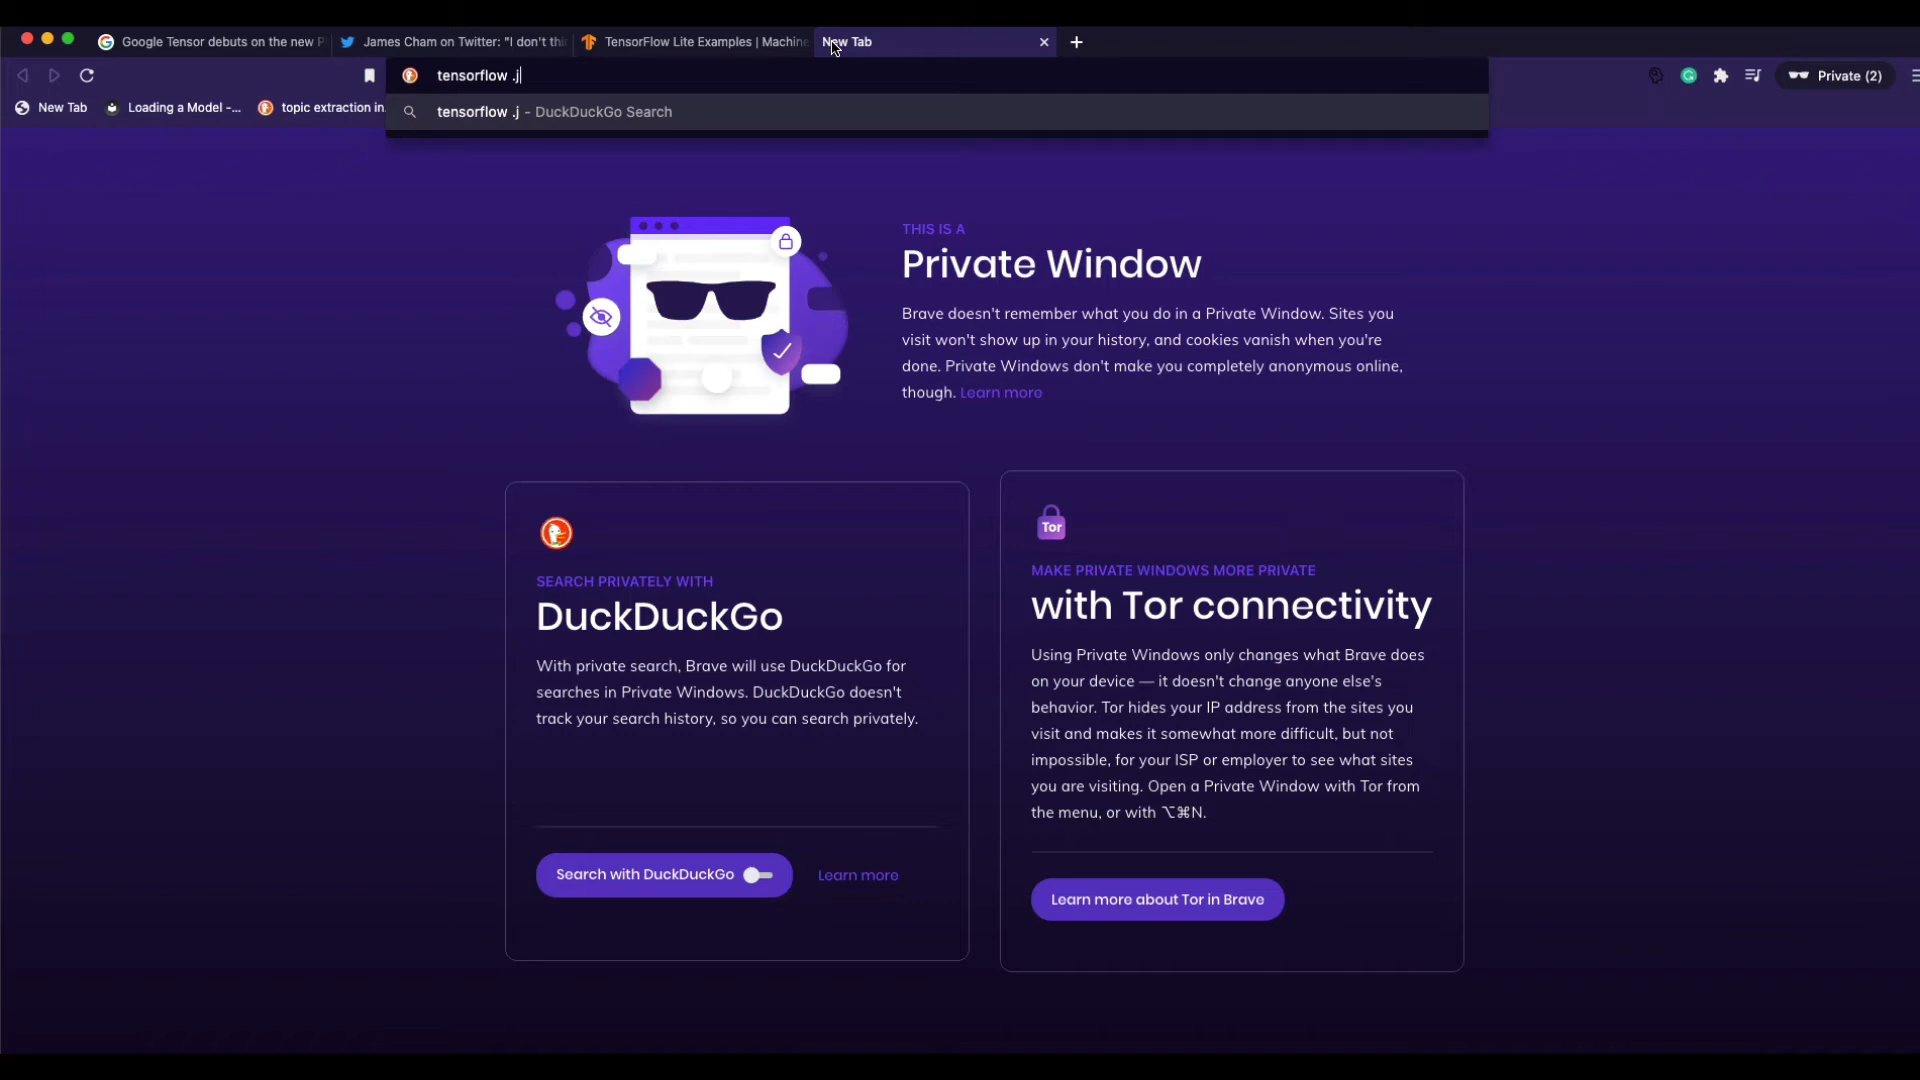 Google Tensor debuts on the new P
James Cham on Twitter: "I don't thi
TensorFlow Lite Examples | Machine
New Tab
tensorflow .j
Private (2)
New Tab
Loading a Model -...
topic extraction in
tensorflow .j - DuckDuckGo Search
THIS IS A
Private Window
Brave doesn't remember what you do in a Private Window. Sites you
visit won't show up in your history, and cookies vanish when you're
done. Private Windows don't make you completely anonymous online,
though. Learn more
SEARCH PRIVATELY WITH
DuckDuckGo
With private search, Brave will use DuckDuckGo for
searches in Private Windows. DuckDuckGo doesn't
track your search history, so you can search privately.
Search with DuckDuckGo
Learn more
Tor
MAKE PRIVATE WINDOWS MORE PRIVATE
with Tor connectivity
Using Private Windows only changes what Brave does
on your device — it doesn't change anyone else's
behavior. Tor hides your IP address from the sites you
visit and makes it somewhat more difficult, but not
impossible, for your ISP or employer to see what sites
you are visiting. Open a Private Window with Tor from
the menu, or with ⌥⌘N.
Learn more about Tor in Brave